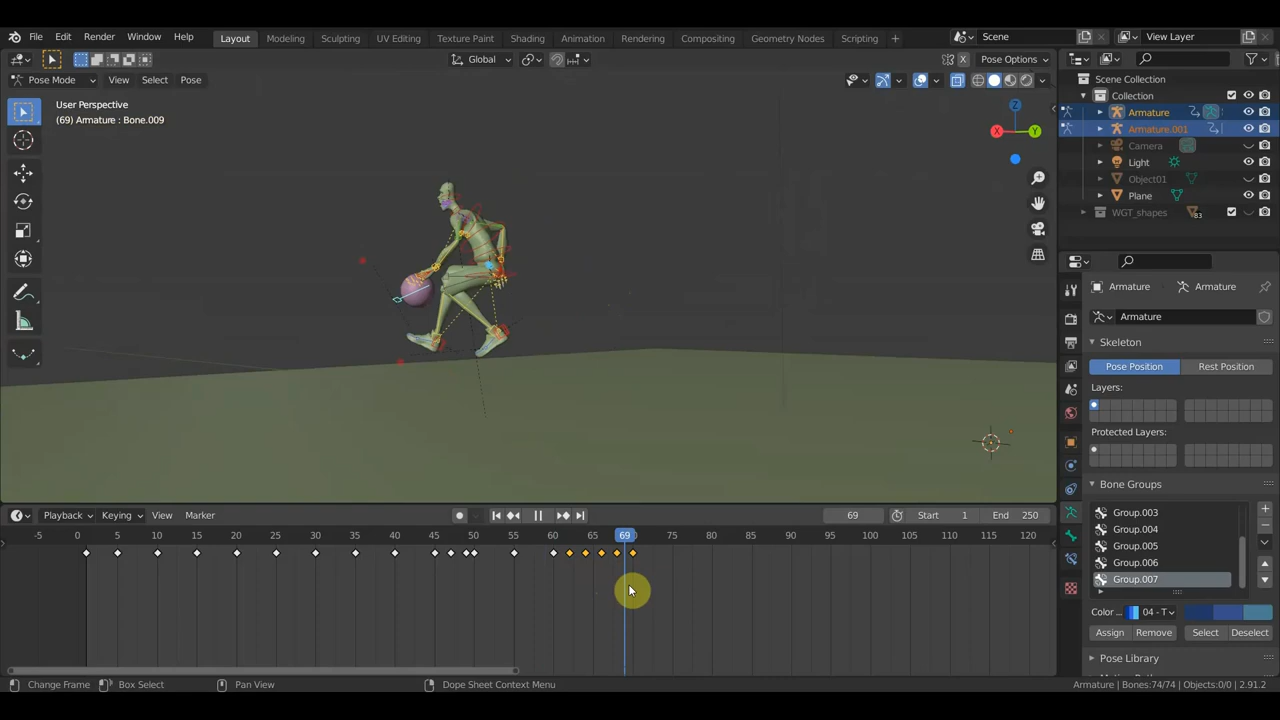 File Edit Render Window Help Layout Modeling Sculpting UV Editing Texture Paint Shading Animation Rendering Compositing Geometry Nodes Scripting + Scene View Layer
Global X Pose Options
Pose Mode View Select Pose
User Perspective
(69) Armature : Bone.009
Z
X Y
Scene Collection
Collection
Armature
Armature.001
Camera
Light
Object01
Plane
WGT_shapes 83
Armature Armature
Armature
Skeleton
Pose Position Rest Position
Layers:
Protected Layers:
Bone Groups
Group.003
Group.004
Group.005
Group.006
Group.007
Color ... 04 - T
Assign Remove Select Deselect
Pose Library
Playback Keying View Marker 69 Start 1 End 250
-5 0 5 10 15 20 25 30 35 40 45 50 55 60 65 69 75 80 85 90 95 100 105 110 115 120
Change Frame Box Select Pan View Dope Sheet Context Menu Armature | Bones:74/74 | Objects:0/0 | 2.91.2